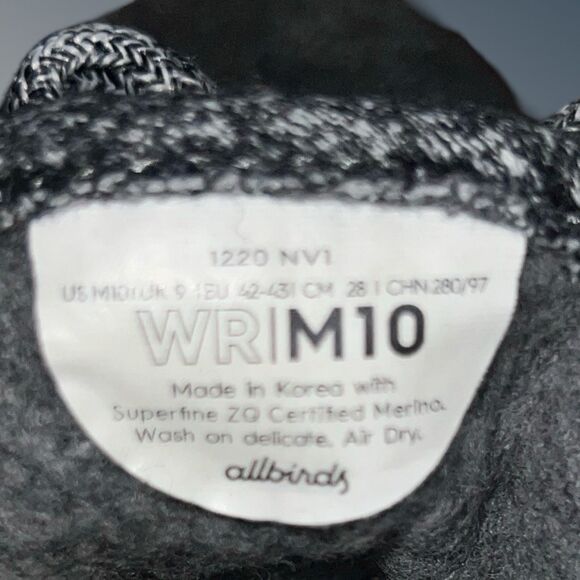 1220 NV1
US M10 | UK 9 | EU 42-43 | CM 28 | CHN 280/97
WR|M10
Made in Korea with
Superfine ZQ Certified Merino.
Wash on delicate. Air Dry.
allbirds